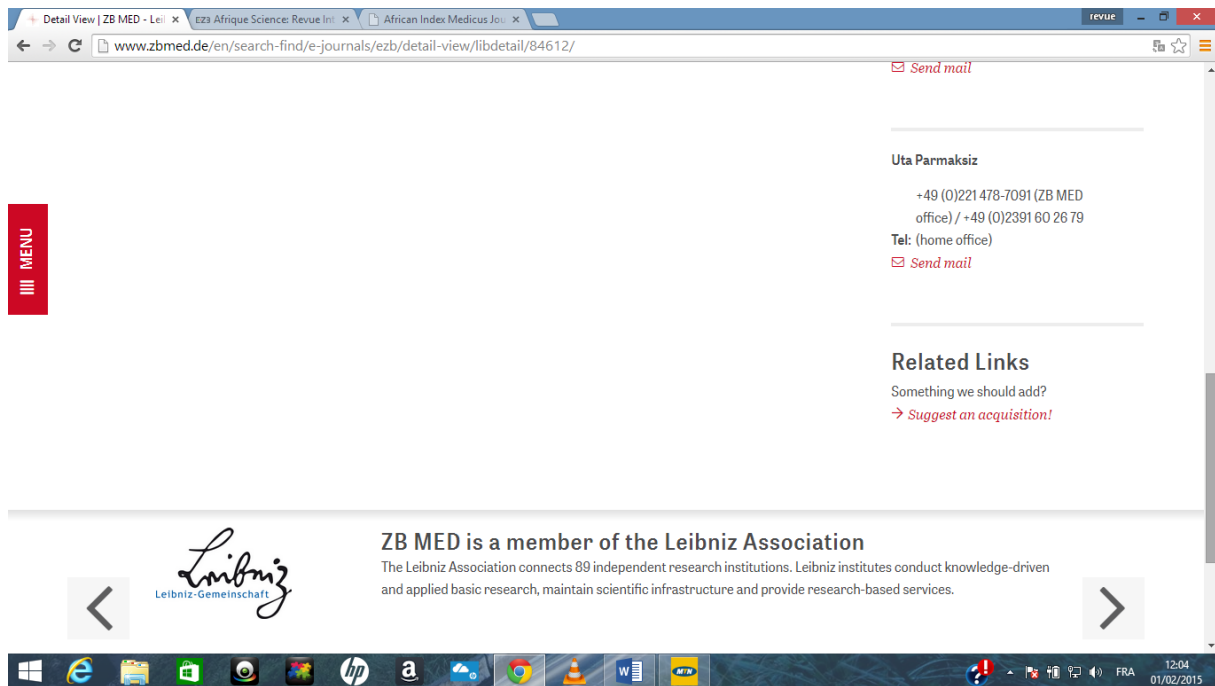 Detail View | ZB MED - Leil
EZ3 Afrique Science: Revue Int
African Index Medicus Jou
revue
www.zbmed.de/en/search-find/e-journals/ezb/detail-view/libdetail/84612/
Send mail
Uta Parmaksiz
+49 (0)221 478-7091 (ZB MED
office) / +49 (0)2391 60 26 79
Tel: (home office)
Send mail
MENU
Related Links
Something we should add?
→ Suggest an acquisition!
Leibniz
Leibniz-Gemeinschaft
ZB MED is a member of the Leibniz Association
The Leibniz Association connects 89 independent research institutions. Leibniz institutes conduct knowledge-driven
and applied basic research, maintain scientific infrastructure and provide research-based services.
hp
a
W
MTN
FRA
12:04
01/02/2015